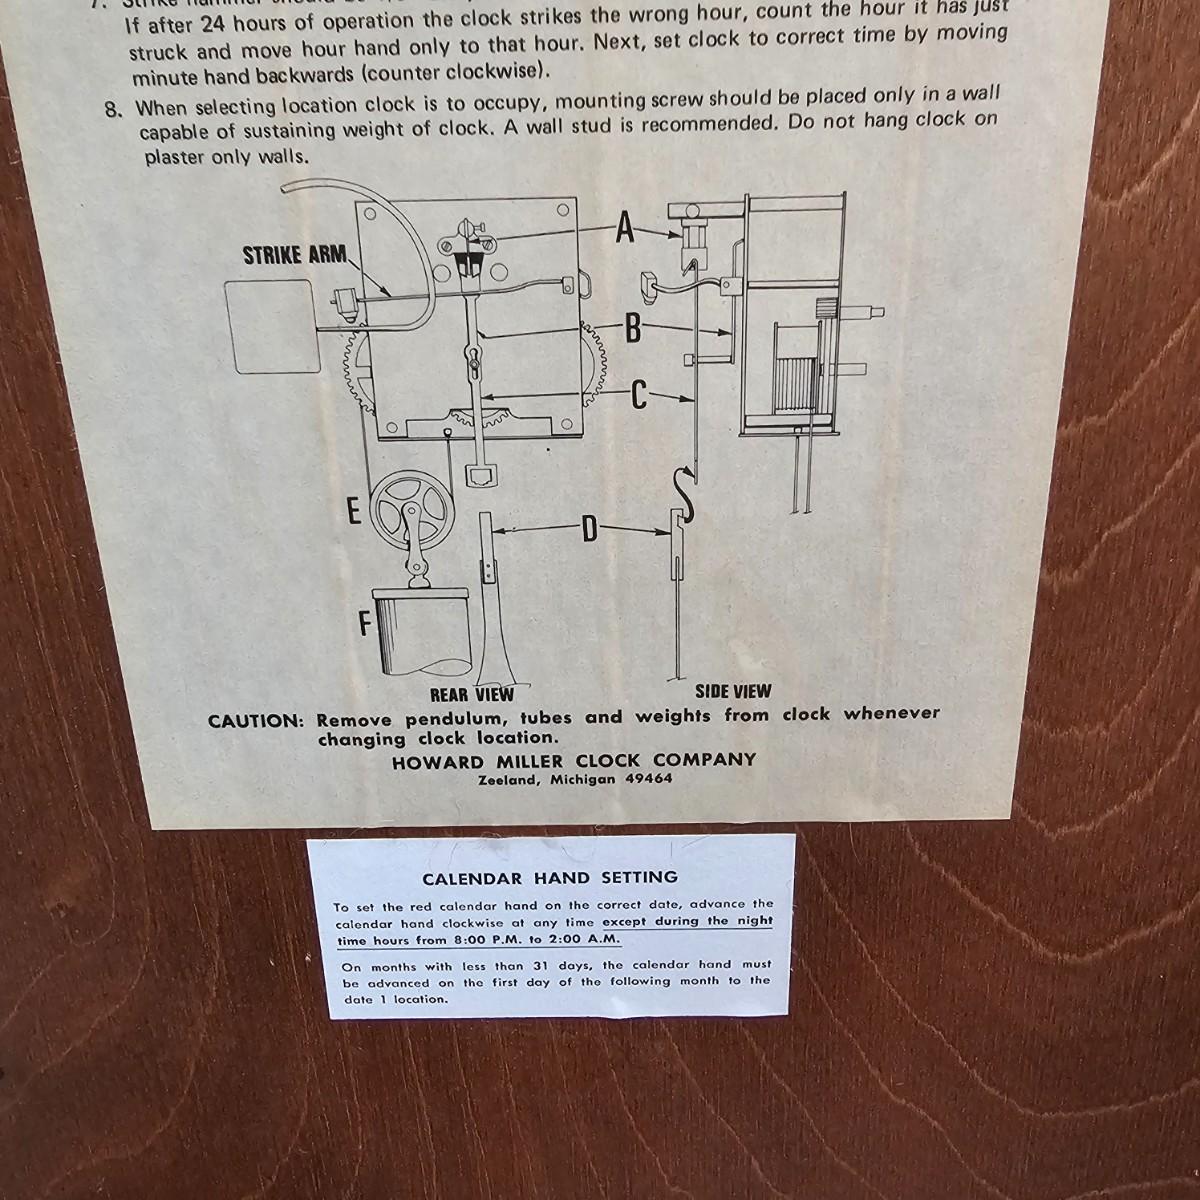 7. Strike hammer should be
If after 24 hours of operation the clock strikes the wrong hour, count the hour it has just
struck and move hour hand only to that hour. Next, set clock to correct time by moving
minute hand backwards (counter clockwise).
8. When selecting location clock is to occupy, mounting screw should be placed only in a wall
capable of sustaining weight of clock. A wall stud is recommended. Do not hang clock on
plaster only walls.
STRIKE ARM
A
B
C
D
E
F
REAR VIEW
SIDE VIEW
CAUTION: Remove pendulum, tubes and weights from clock whenever
changing clock location.
HOWARD MILLER CLOCK COMPANY
Zeeland, Michigan 49464
CALENDAR HAND SETTING
To set the red calendar hand on the correct date, advance the
calendar hand clockwise at any time except during the night
time hours from 8:00 P.M. to 2:00 A.M.
On months with less than 31 days, the calendar hand must
be advanced on the first day of the following month to the
date 1 location.